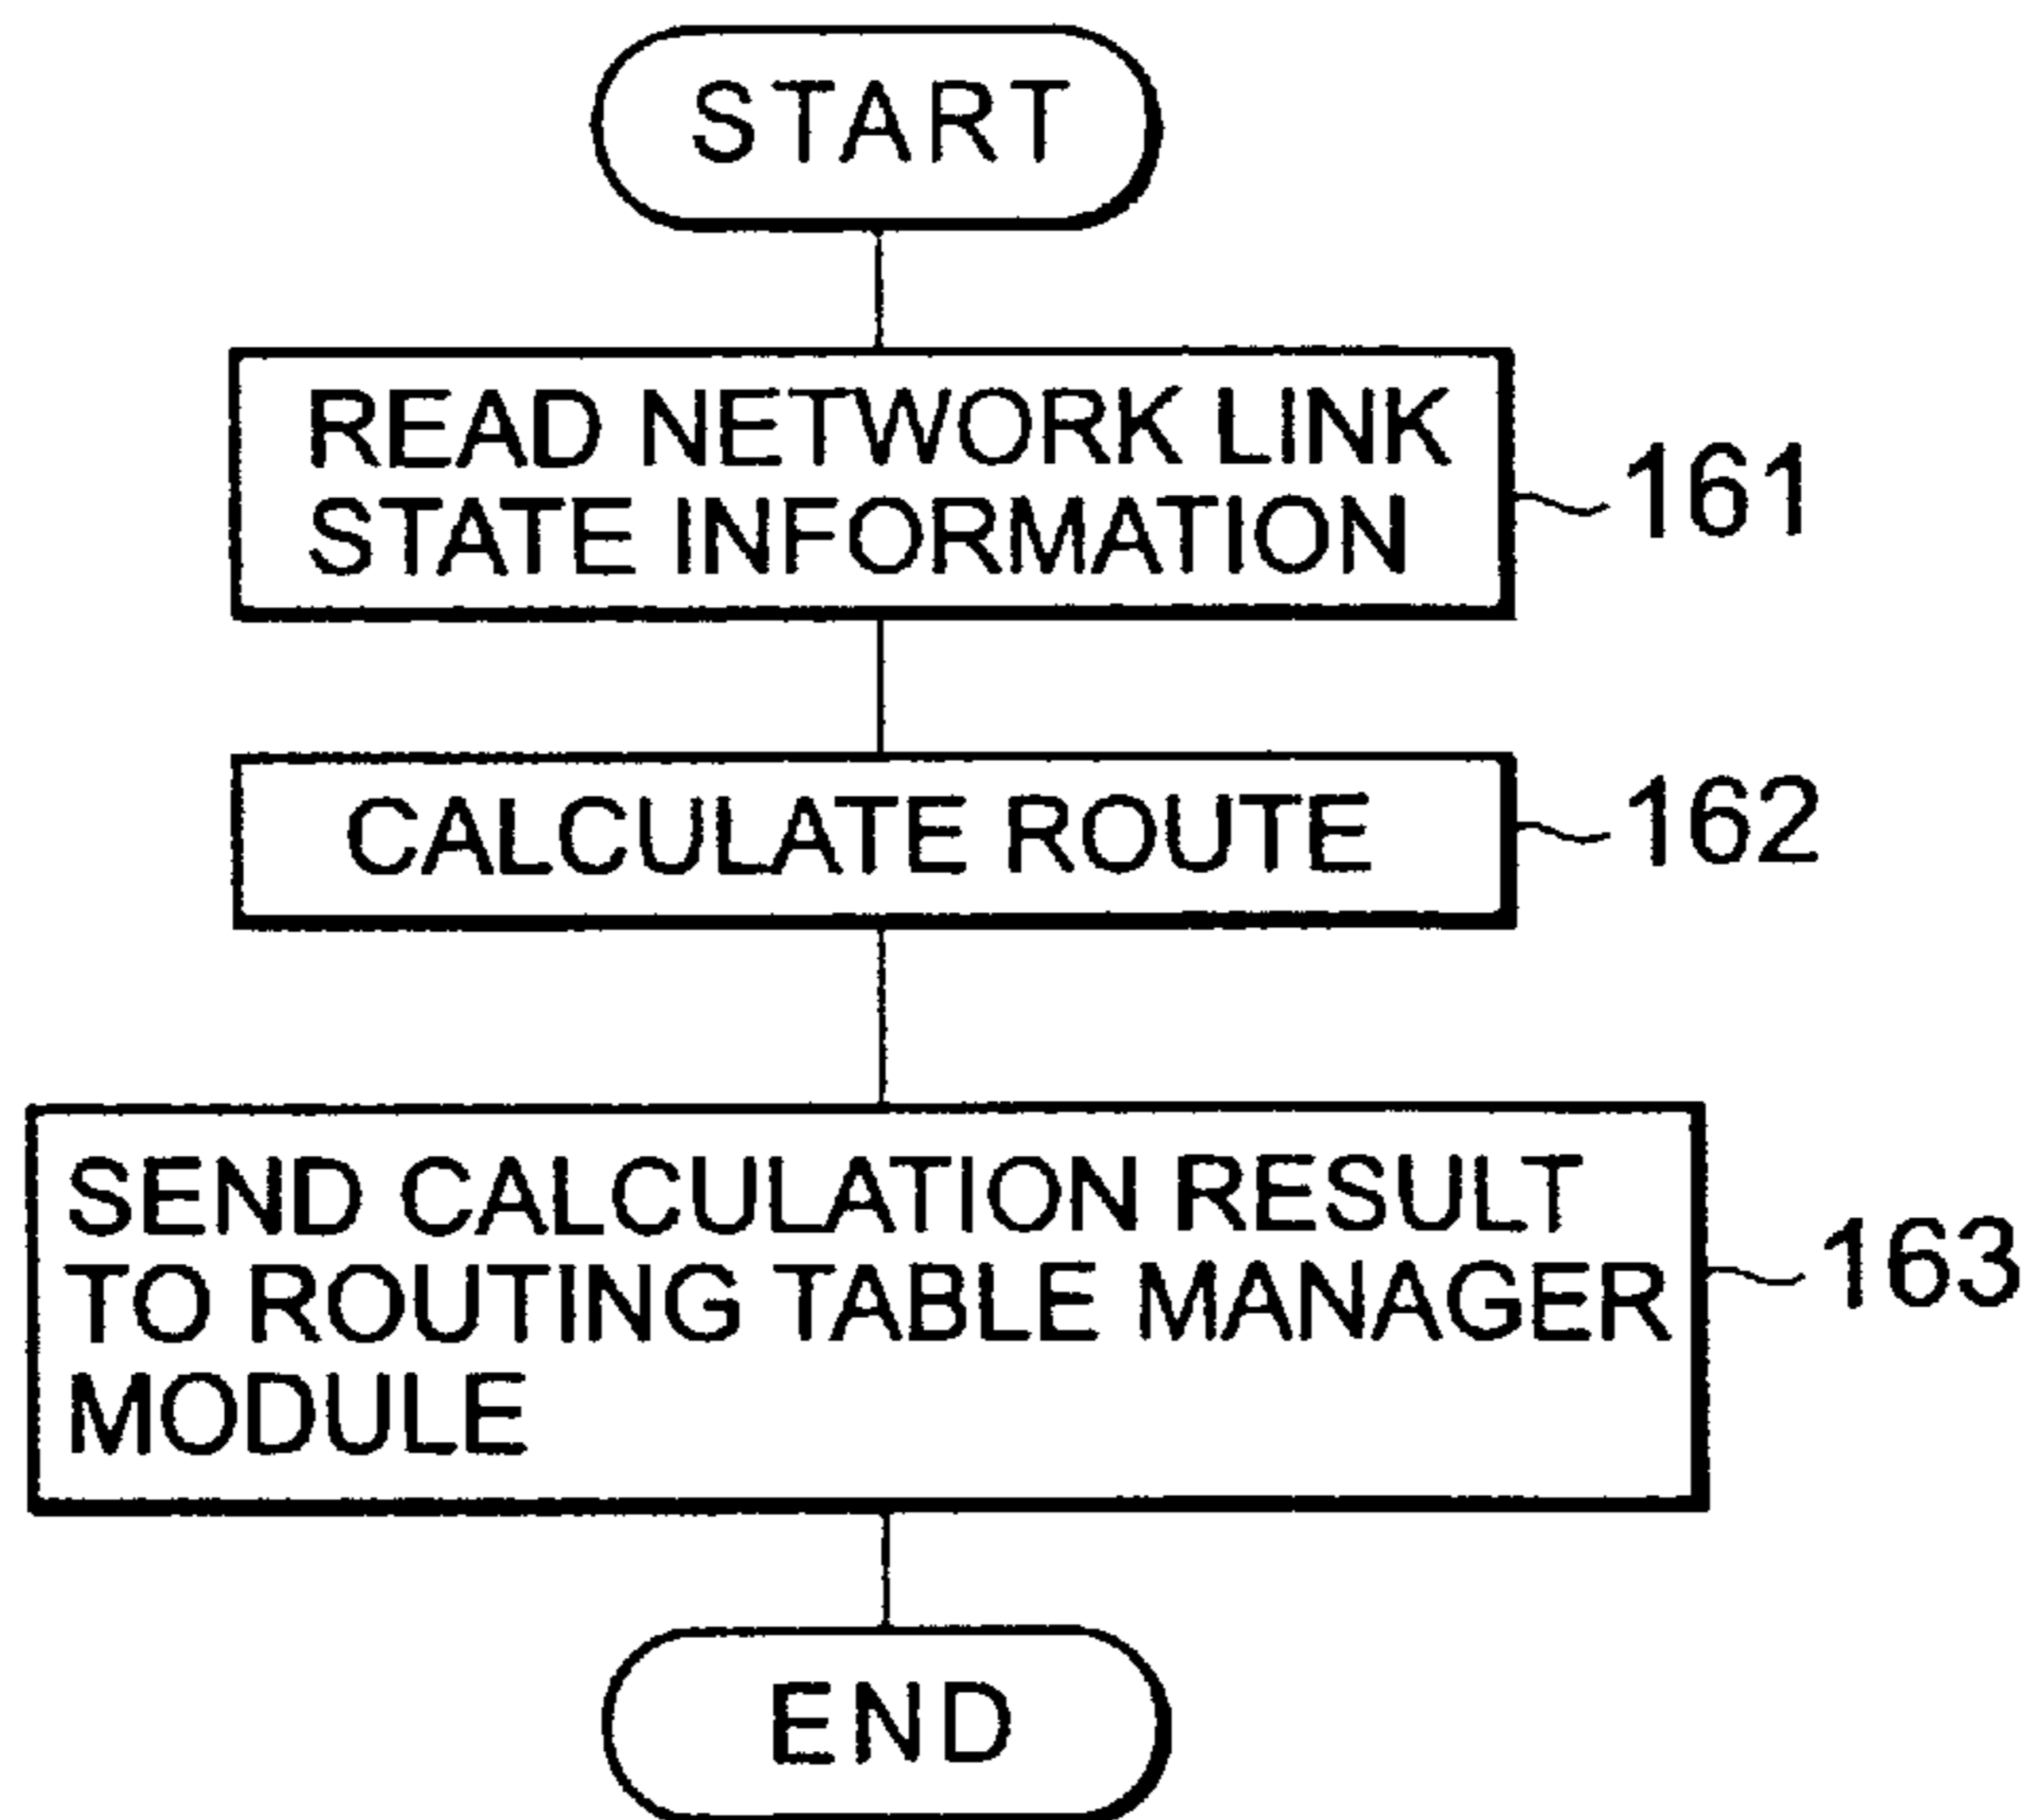 START
READ NETWORK LINK
STATE INFORMATION
161
CALCULATE ROUTE
162
SEND CALCULATION RESULT
TO ROUTING TABLE MANAGER
MODULE
163
END